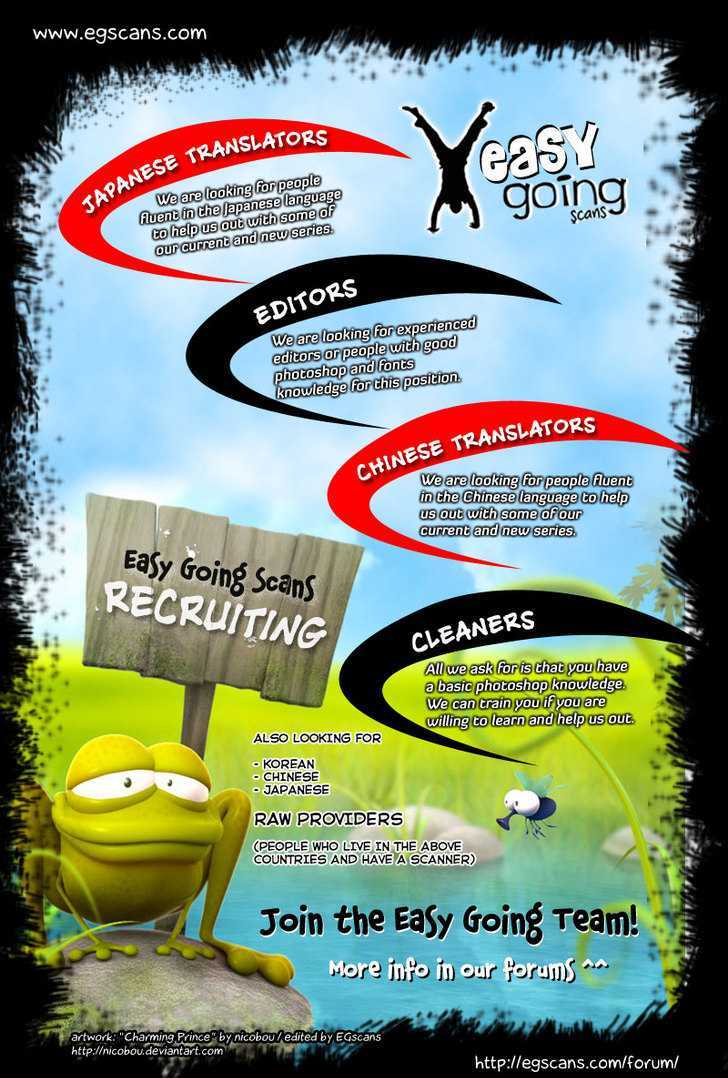 www.egscans.com
easy
going
scans
JAPANESE TRANSLATORS
We are looking for people
fluent in the Japanese language
to help us out with some of
our current and new series.
EDITORS
We are looking for experienced
editors or people with good
photoshop and fonts
knowledge for this position.
CHINESE TRANSLATORS
We are looking for people fluent
in the Chinese language to help
us out with some of our
current and new series.
Easy Going Scans
RECRUITING
CLEANERS
All we ask for is that you have
a basic photoshop knowledge.
We can train you if you are
willing to learn and help us out.
ALSO LOOKING FOR
- KOREAN
- CHINESE
- JAPANESE
RAW PROVIDERS
(PEOPLE WHO LIVE IN THE ABOVE
COUNTRIES AND HAVE A SCANNER)
Join the Easy Going Team!
More info in our forums ^^
artwork: "Charming Prince" by nicobou / edited by EGscans
http://nicobou.deviantart.com
http://egscans.com/forum/